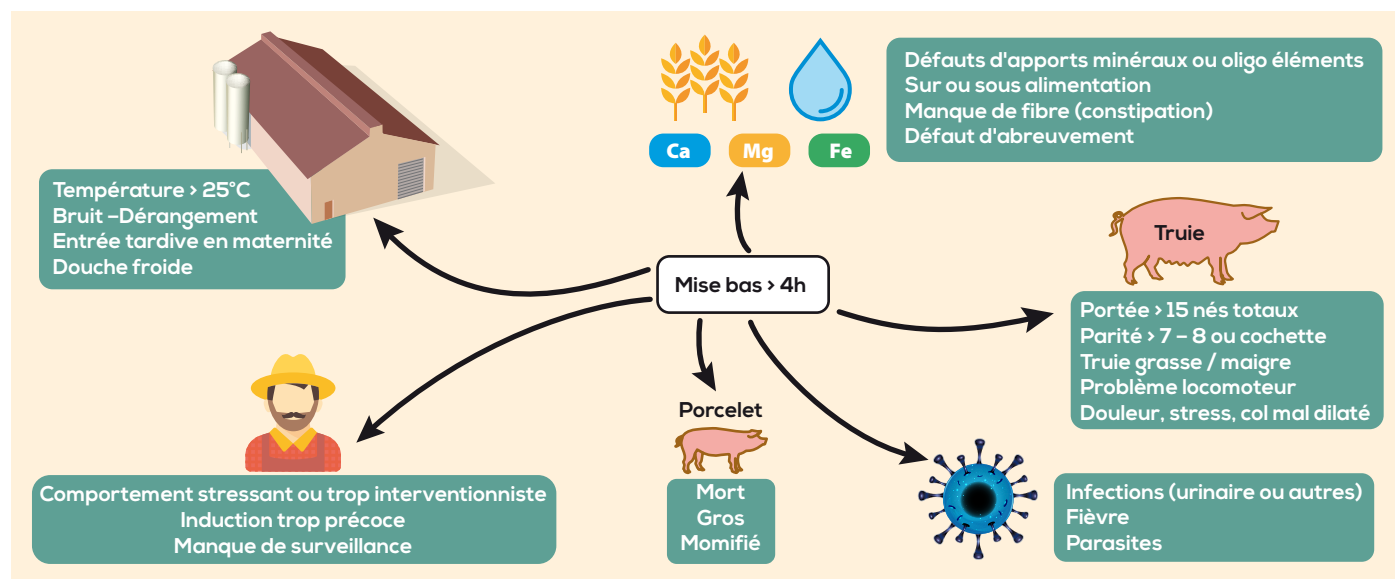 Défauts d'apports minéraux ou oligo éléments
Sur ou sous alimentation
Manque de fibre (constipation)
Défaut d'abreuvement
Ca
Mg
Fe
Température > 25°C
Bruit –Dérangement
Entrée tardive en maternité
Douche froide
Truie
Mise bas > 4h
Portée > 15 nés totaux
Parité > 7 – 8 ou cochette
Truie grasse / maigre
Problème locomoteur
Douleur, stress, col mal dilaté
Porcelet
Mort
Gros
Momifié
Comportement stressant ou trop interventionniste
Induction trop précoce
Manque de surveillance
Infections (urinaire ou autres)
Fièvre
Parasites